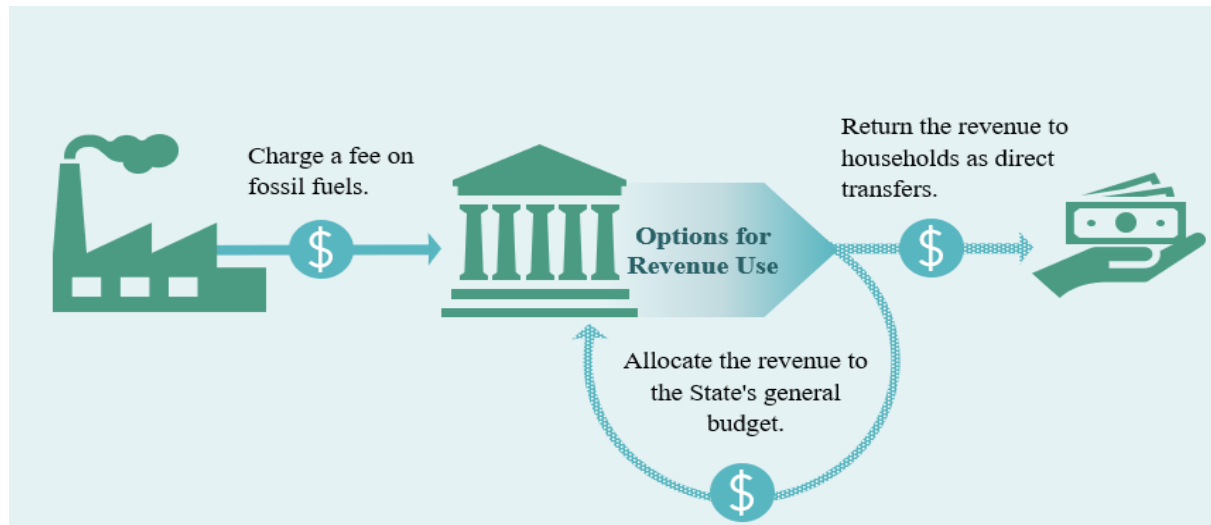 Charge a fee on
fossil fuels.
$
Options for
Revenue Use
Return the revenue to
households as direct
transfers.
$
Allocate the revenue to
the State's general
budget.
$